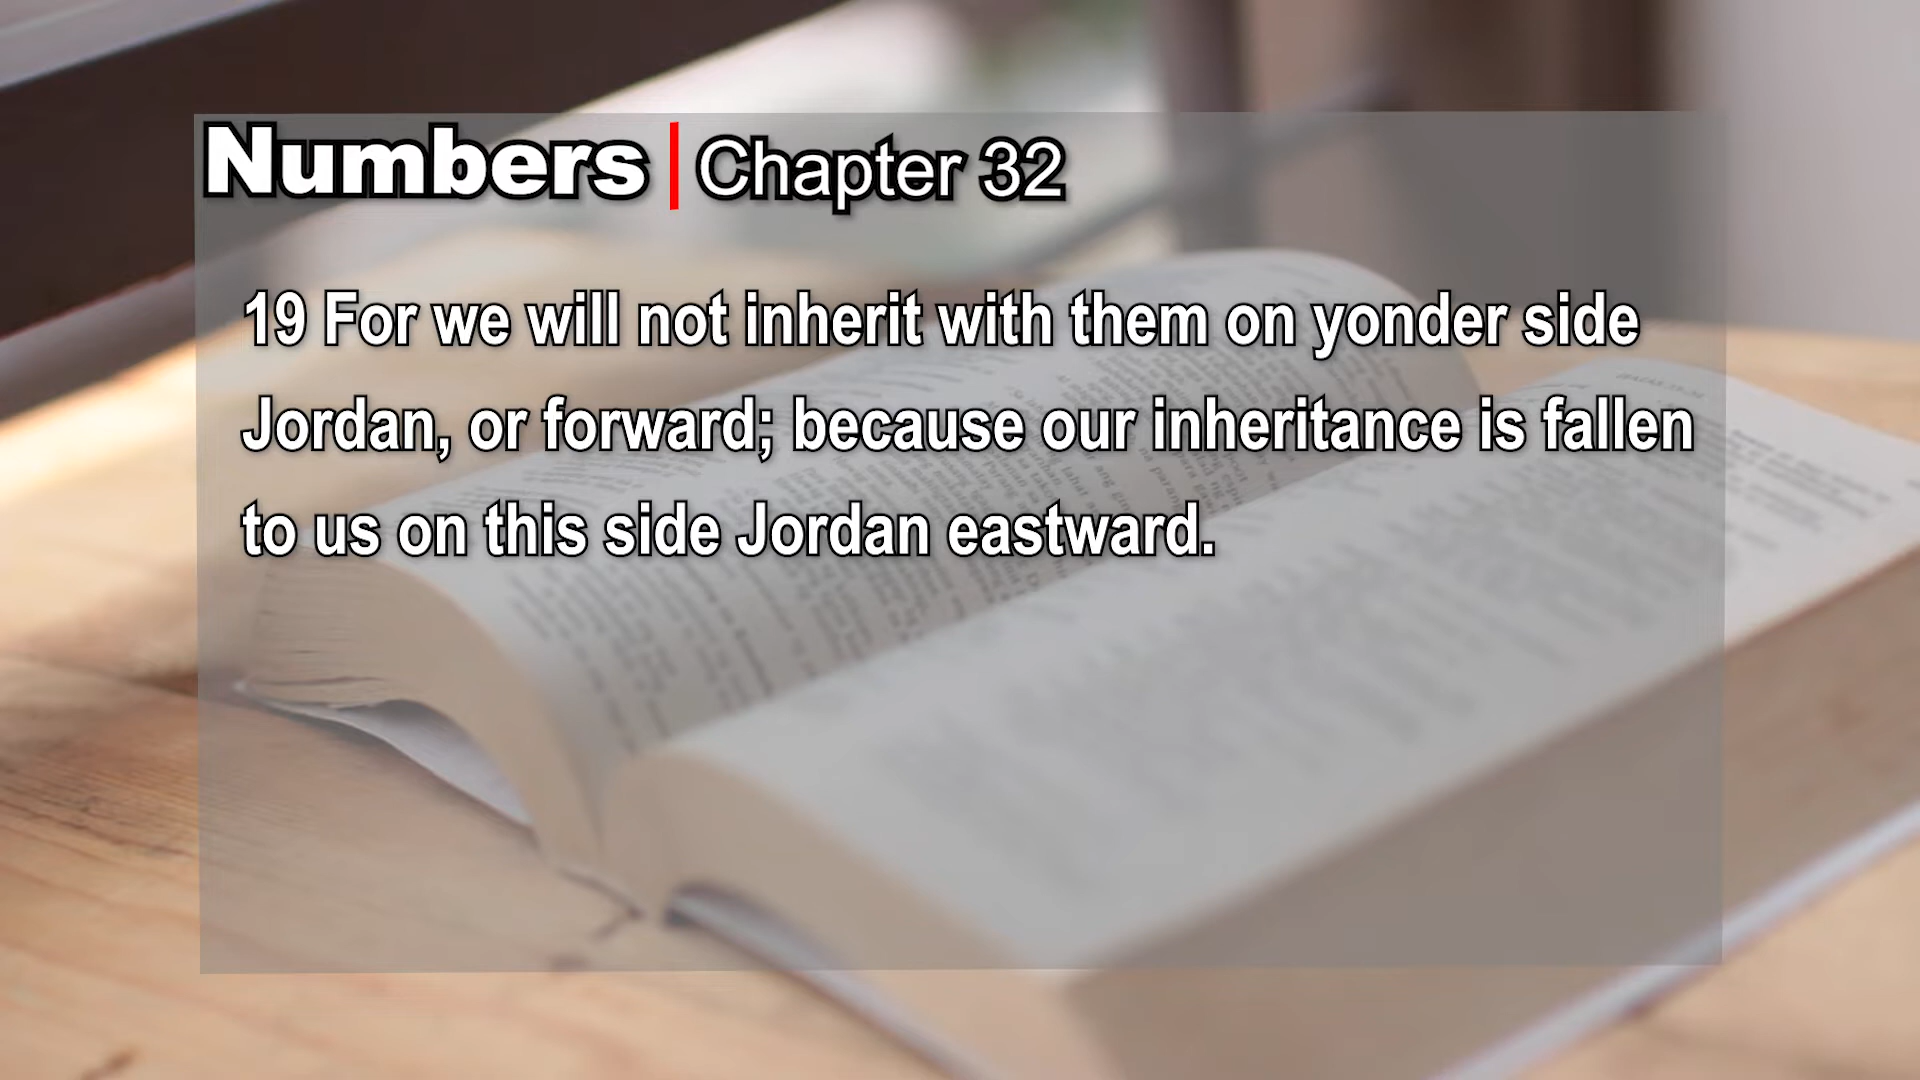 Numbers | Chapter 32
19 For we will not inherit with them on yonder side
Jordan, or forward; because our inheritance is fallen
to us on this side Jordan eastward.